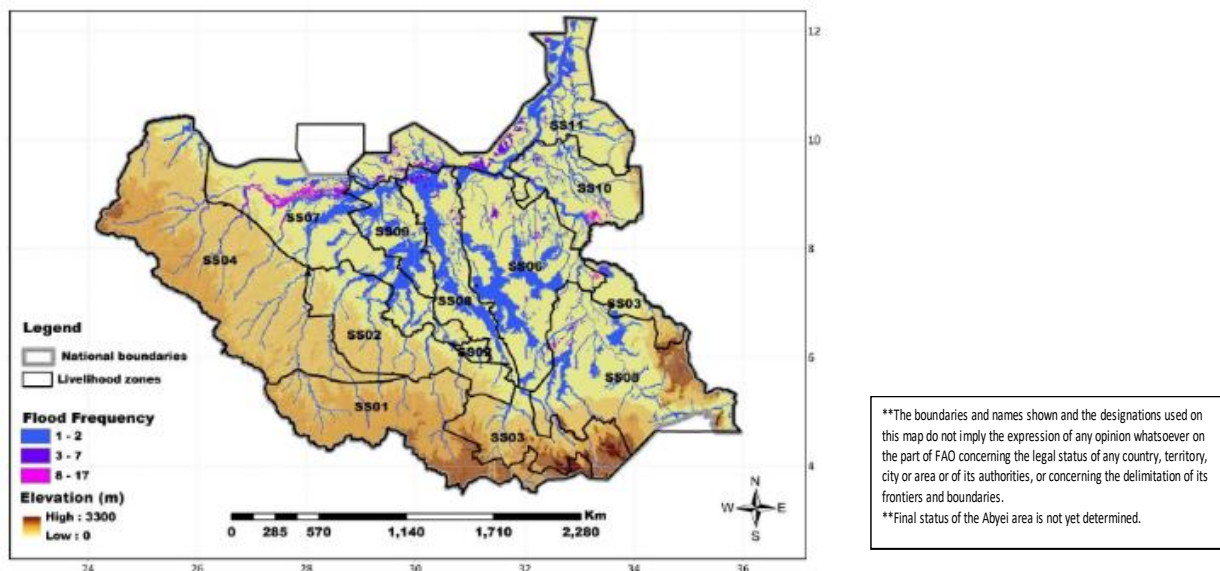 12
SS11
10
SS10
SS07
SS09
8
SS04
SS06
SS08
SS03
Legend
SS02
National boundaries
6
Livelihood zones
SS05
SS01
Flood Frequency
1 - 2
SS03
3 - 7
4
8 - 17
Elevation (m)
N
High : 3300
W E
Low : 0
Km
S
0 285 570 1,140 1,710 2,280
24 26 28 30 32 34 36
**The boundaries and names shown and the designations used on
this map do not imply the expression of any opinion whatsoever on
the part of FAO concerning the legal status of any country, territory,
city or area or of its authorities, or concerning the delimitation of its
frontiers and boundaries.
**Final status of the Abyei area is not yet determined.